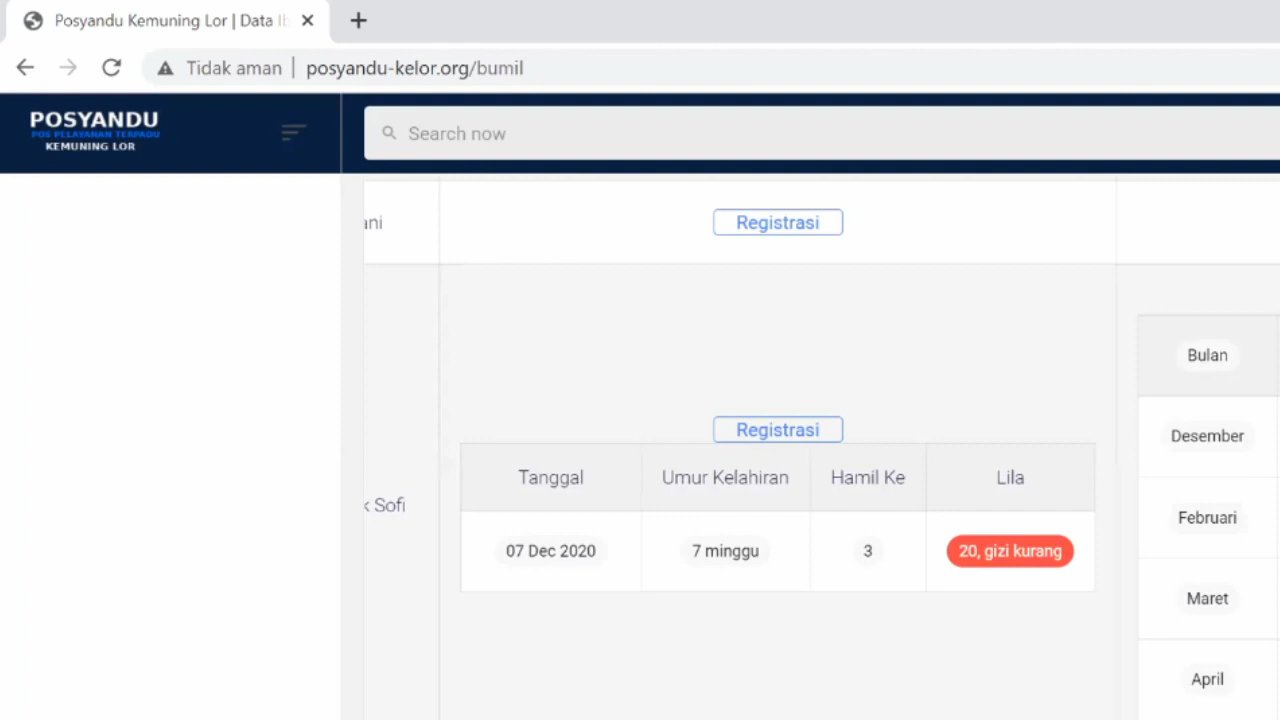 Posyandu Kemuning Lor | Data Ib
Tidak aman | posyandu-kelor.org/bumil
POSYANDU
POS PELAYANAN TERPADU
KEMUNING LOR
Search now
ani
Registrasi
Bulan
Registrasi
Desember
Tanggal Umur Kelahiran Hamil Ke Lila
k Sofi
Februari
07 Dec 2020 7 minggu 3 20, gizi kurang
Maret
April